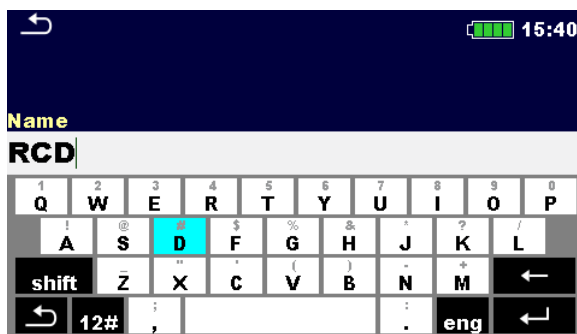 15:40
Name
RCD
1 2 3 4 5 6 7 8 9 0
Q W E R T Y U I O P
! @ # $ % & * ? /
A S D F G H J K L
_ " ' ( ) - +
shift Z X C V B N M
; :
12# , . eng